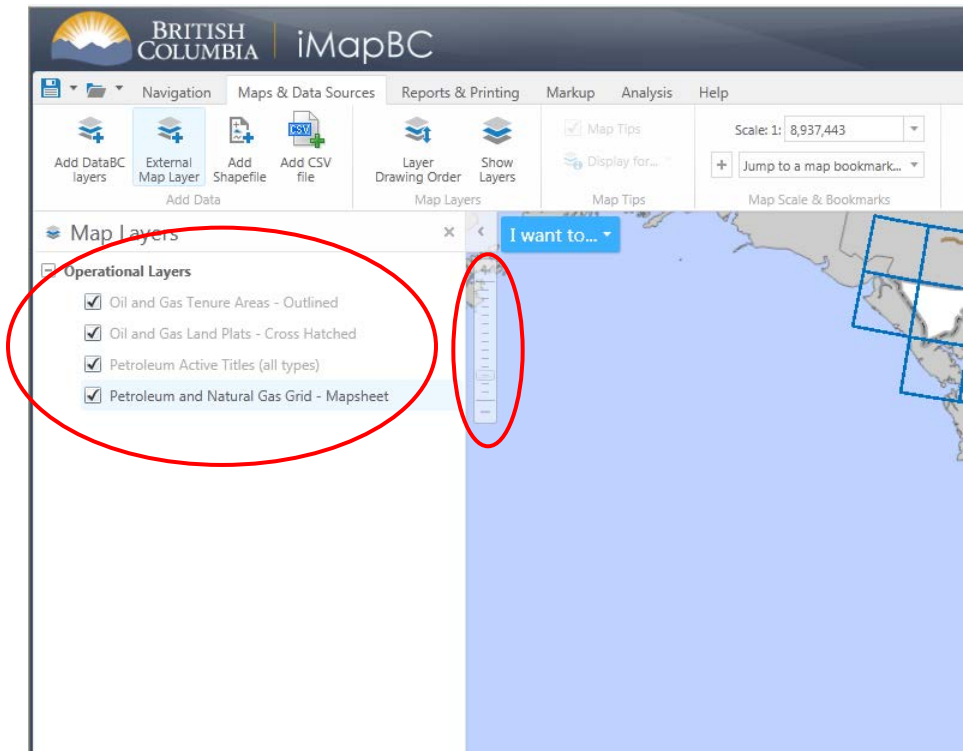 BRITISH
COLUMBIA
iMapBC
Navigation Maps & Data Sources Reports & Printing Markup Analysis Help
Add DataBC
layers
External
Map Layer
Add
Shapefile
CSV
Add CSV
file
Add Data
Layer
Drawing Order
Show
Layers
Map Layers
Map Tips
Display for...
Map Tips
Scale: 1: 8,937,443
Jump to a map bookmark...
Map Scale & Bookmarks
Map Layers
I want to...
Operational Layers
Oil and Gas Tenure Areas - Outlined
Oil and Gas Land Plats - Cross Hatched
Petroleum Active Titles (all types)
Petroleum and Natural Gas Grid - Mapsheet